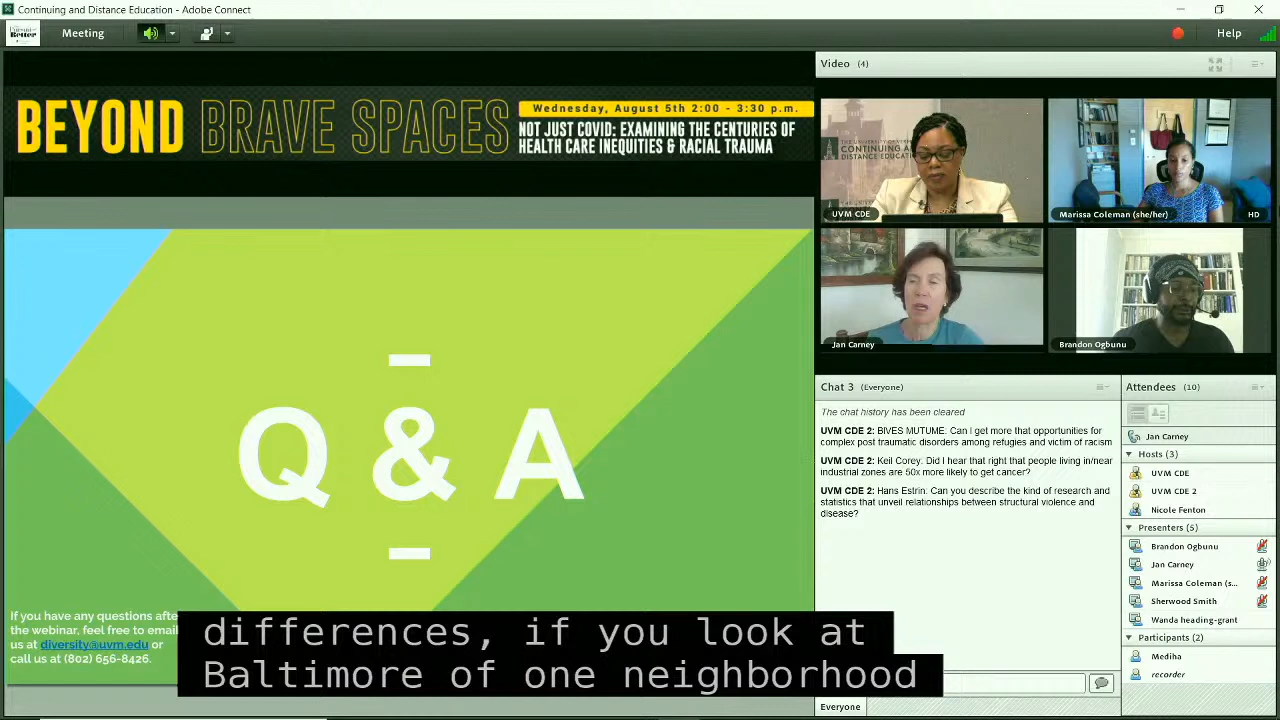 Continuing and Distance Education - Adobe Connect
Meeting
Help
BEYOND BRAVE SPACES
Wednesday, August 5th 2:00 - 3:30 p.m.
NOT JUST COVID: EXAMINING THE CENTURIES OF
HEALTH CARE INEQUITIES & RACIAL TRAUMA
Q & A
If you have any questions afte
the webinar, feel free to email
us at diversity@uvm.edu or
call us at (802) 656-8426.
differences, if you look at
Baltimore of one neighborhood
Video (4)
CONTINUING AND
DISTANCE EDUCATION
UVM CDE
Marissa Coleman (she/her)
HD
Jan Carney
Brandon Ogbunu
Chat 3 (Everyone)
The chat history has been cleared
UVM CDE 2: BIVES MUTUME: Can I get more that opportunities for
complex post traumatic disorders among refugies and victim of racism
UVM CDE 2: Keil Corey: Did I hear that right that people living in/near
industrial zones are 50x more likely to get cancer?
UVM CDE 2: Hans Estrin: Can you describe the kind of research and
statistics that unveil relationships between structural violence and
disease?
Everyone
Attendees (10)
Jan Carney
Hosts (3)
UVM CDE
UVM CDE 2
Nicole Fenton
Presenters (5)
Brandon Ogbunu
Jan Carney
Marissa Coleman (s...
Sherwood Smith
Wanda heading-grant
Participants (2)
Mediha
recorder